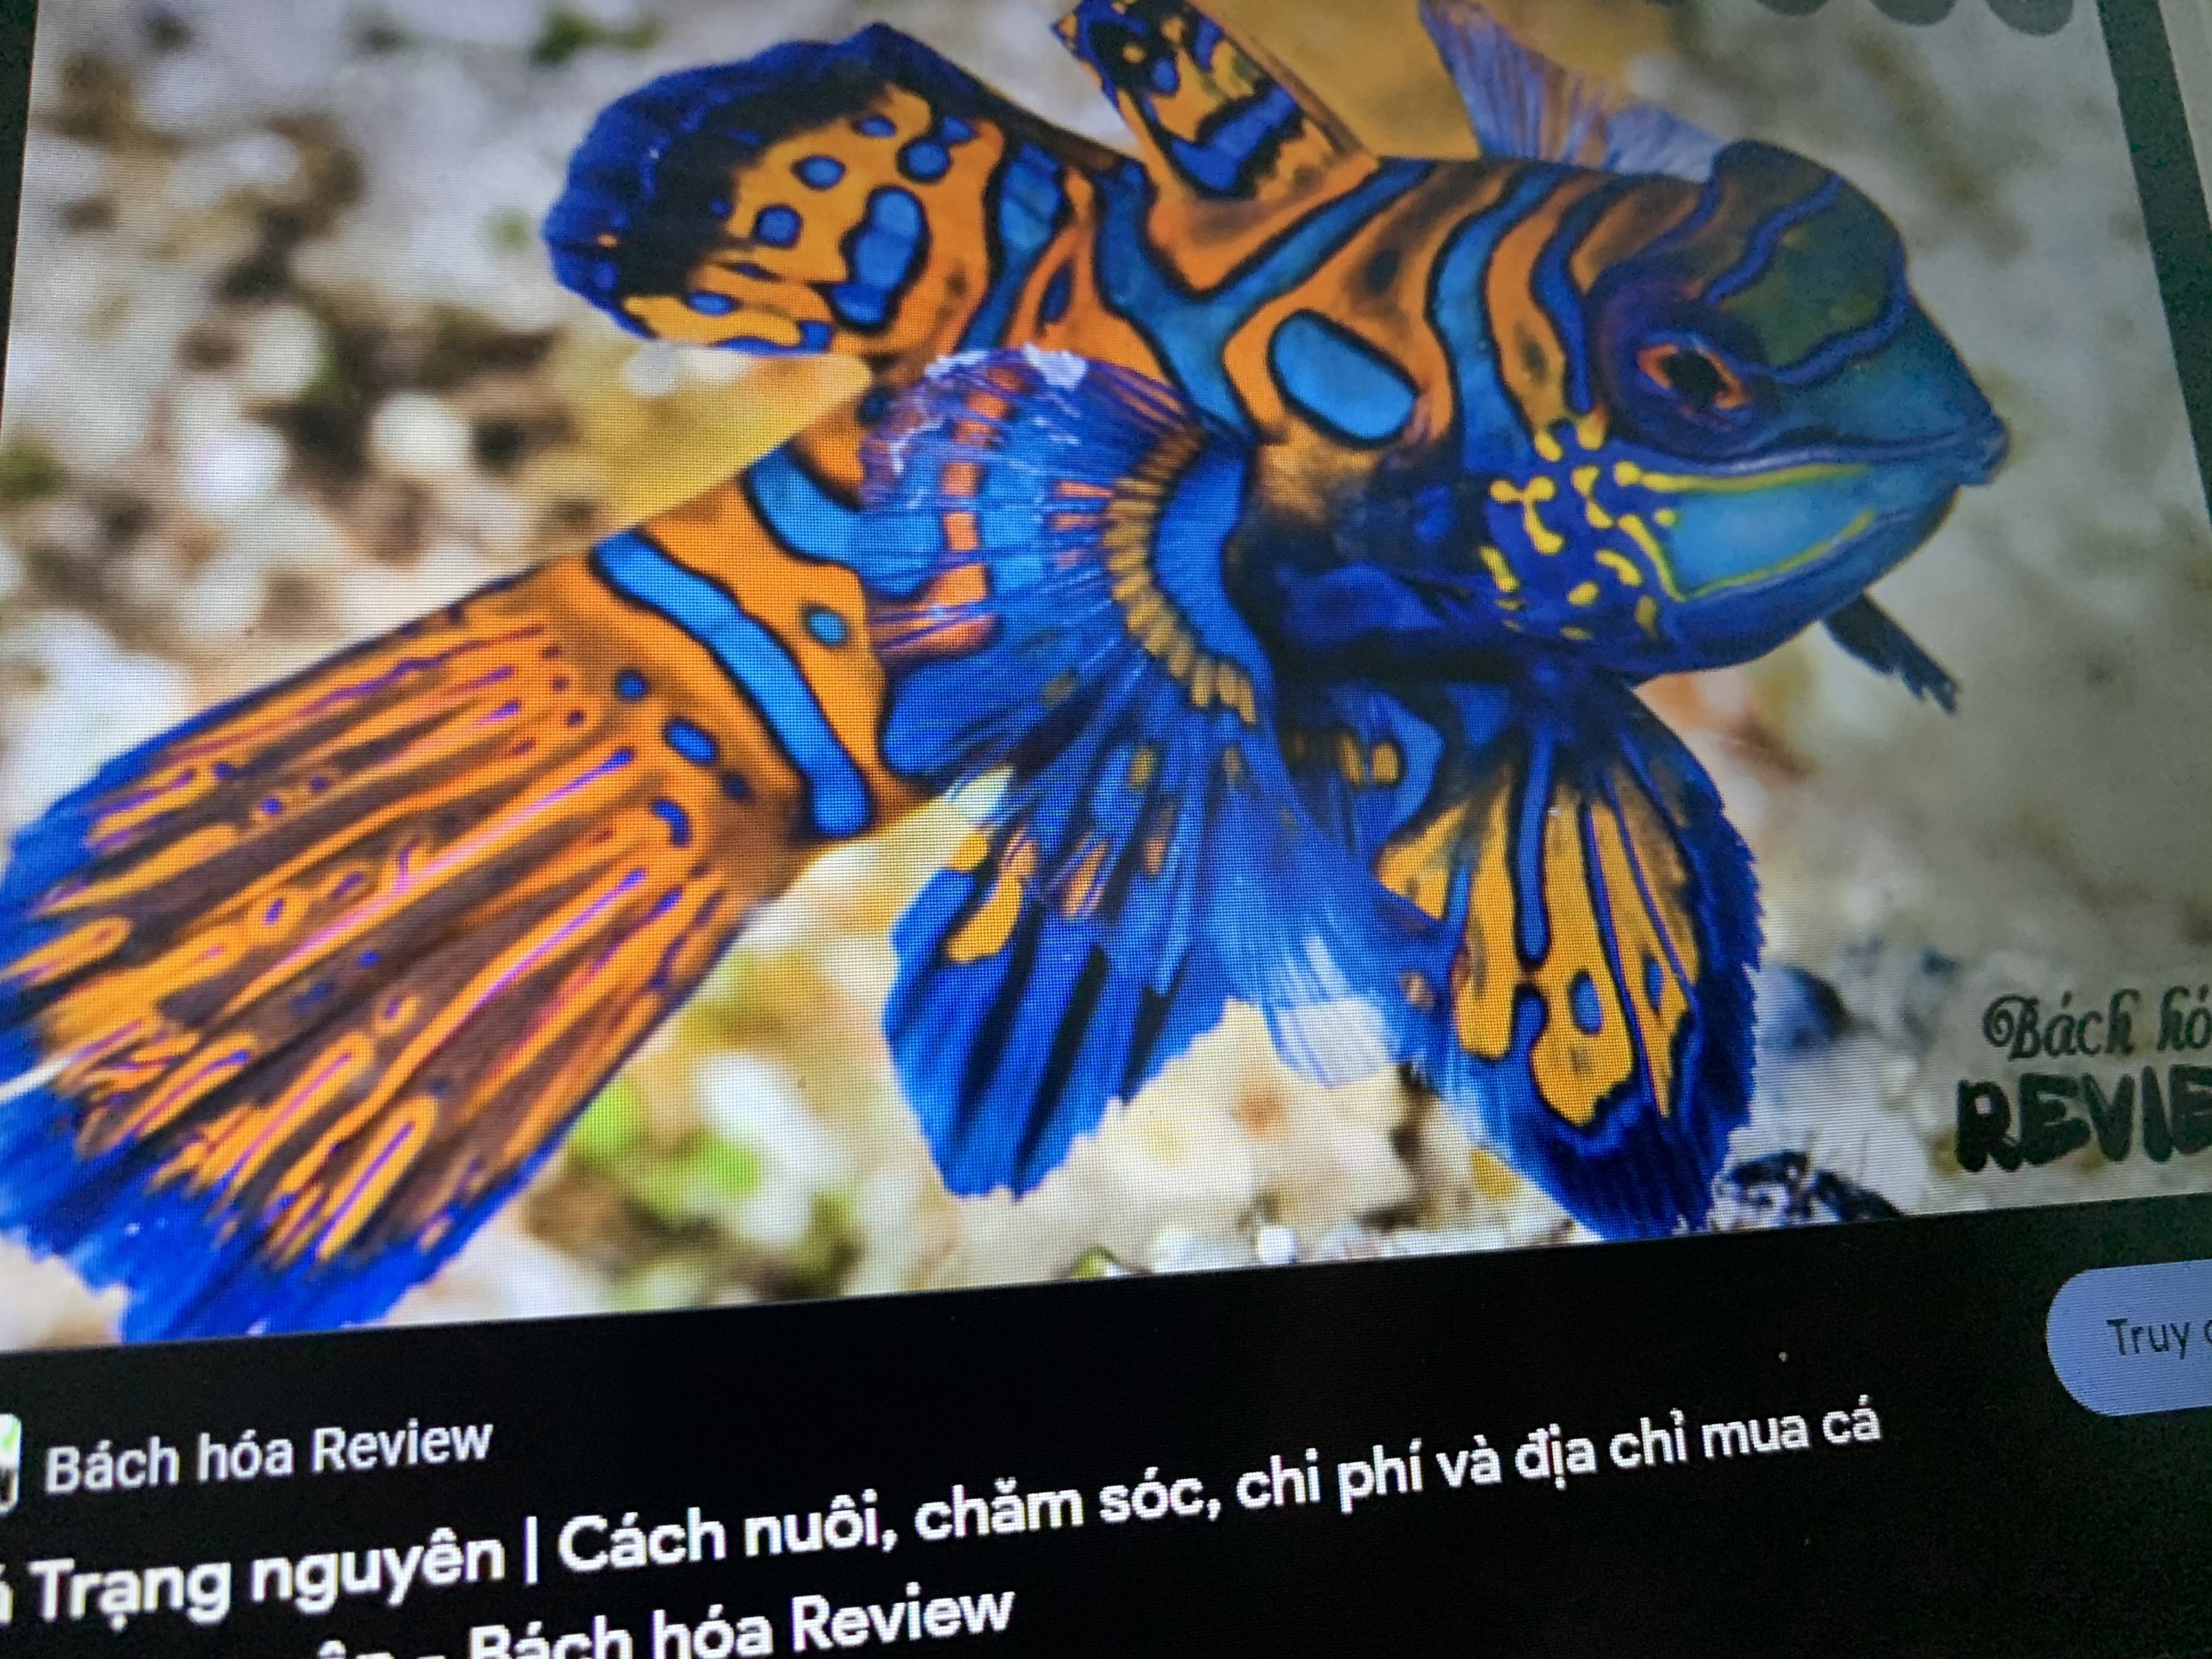 Bách hó
REVIE
Truy
Bách hóa Review
Trạng nguyên | Cách nuôi, chăm sóc, chi phí và địa chỉ mua cá
- Bách hóa Review